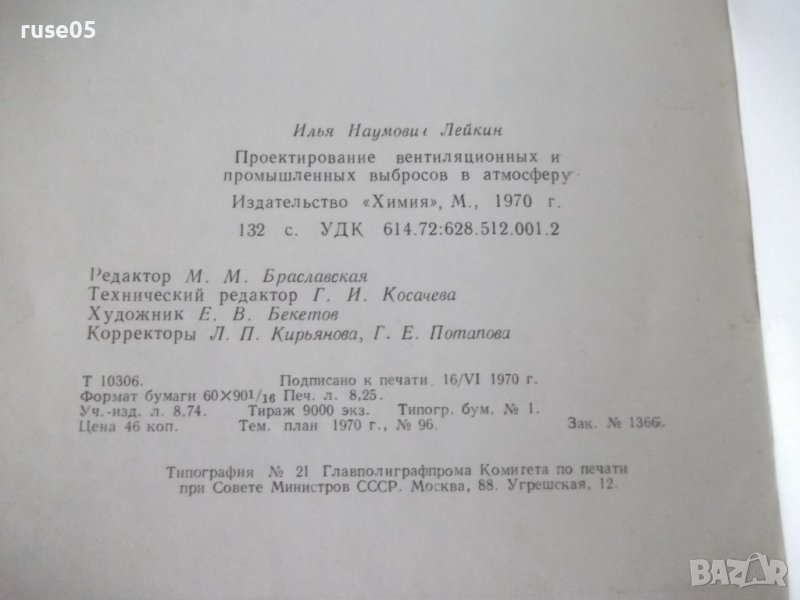 ruse05
Илья Наумович Лейкин
Проектирование вентиляционных и
промышленных выбросов в атмосферу
Издательство «Химия», М., 1970 г.
132 с. УДК 614.72:628.512.001.2
Редактор М. М. Браславская
Технический редактор Г. И. Косачева
Художник Е. В. Бекетов
Корректоры Л. П. Кирьянова, Г. Е. Потапова
Т 10306. Подписано к печати 16/VI 1970 г.
Формат бумаги 60×901/16 Печ. л. 8,25.
Уч.-изд. л. 8,74. Тираж 9000 экз. Типогр. бум. № 1.
Цена 46 коп. Тем. план 1970 г., № 96. Зак. № 1366.
Типография № 21 Главполиграфпрома Комитета по печати
при Совете Министров СССР. Москва, 88. Угрешская, 12.
BAZAR